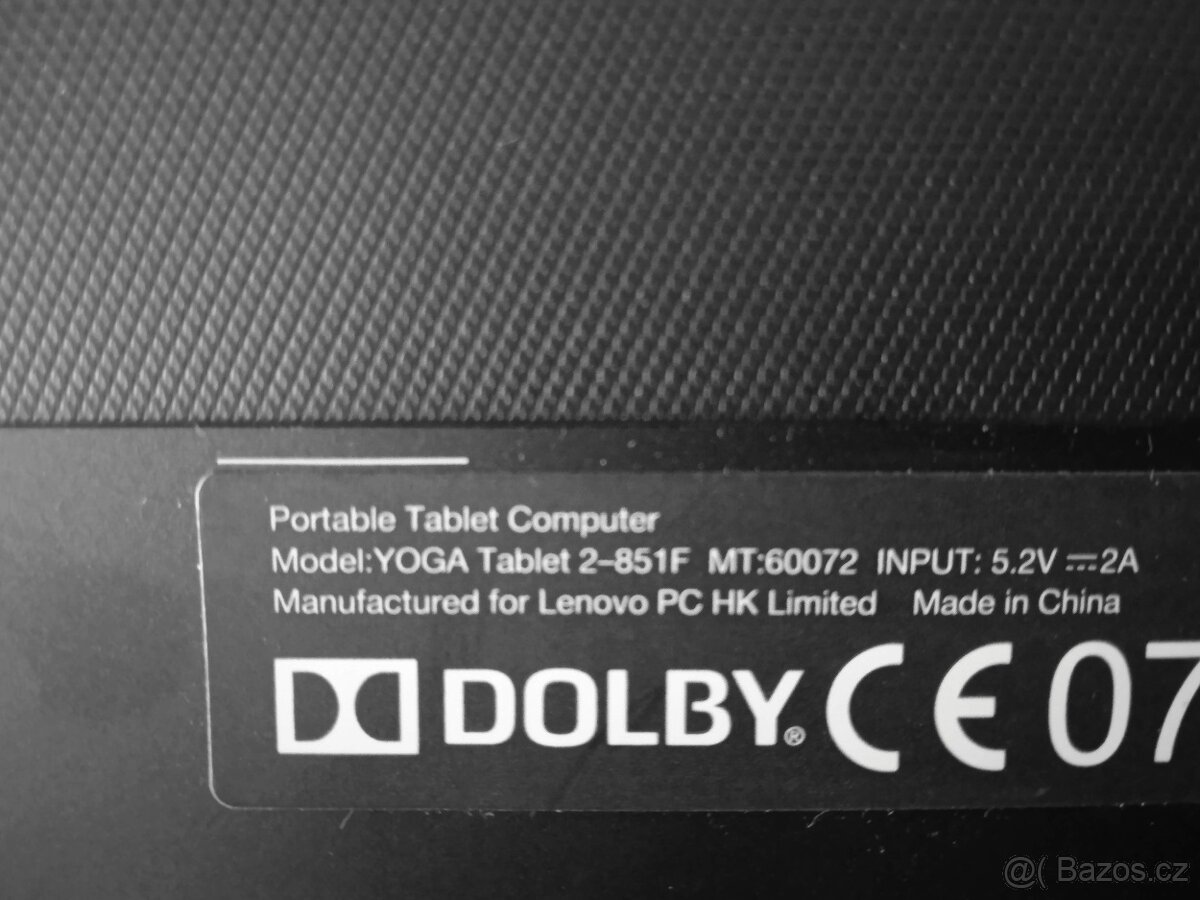 Portable Tablet Computer
Model:YOGA Tablet 2-851F MT:60072 INPUT: 5.2V ⎓2A
Manufactured for Lenovo PC HK Limited Made in China
DOLBY® CE 07
@( Bazos.cz